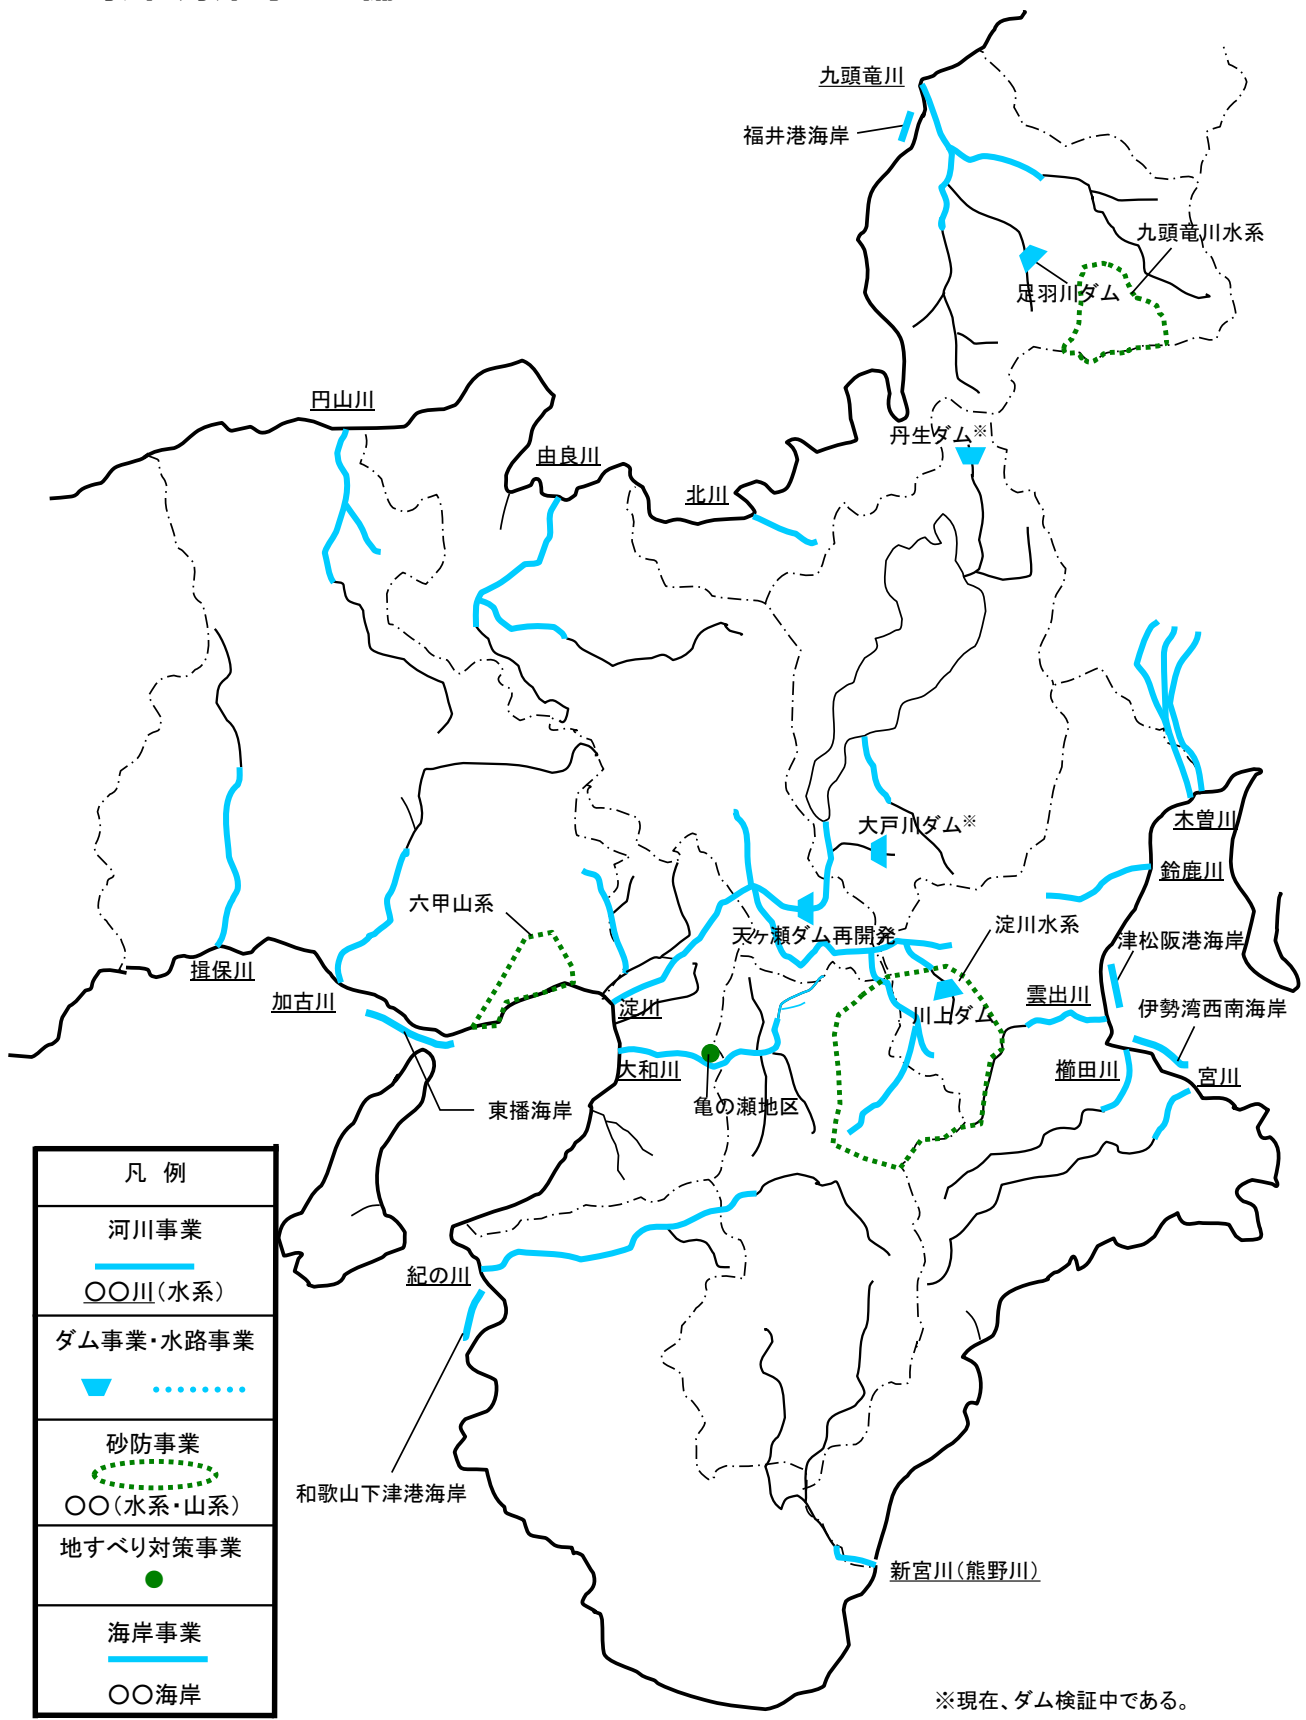 九頭竜川
福井港海岸
九頭竜川水系
足羽川ダム
円山川
丹生ダム※
由良川
北川
木曽川
大戸川ダム※
鈴鹿川
六甲山系
淀川水系
天ヶ瀬ダム再開発
津松阪港海岸
揖保川
雲出川
加古川
淀川
川上ダム
伊勢湾西南海岸
大和川
櫛田川
宮川
東播海岸
亀の瀬地区
凡 例
河川事業
〇〇川(水系)
紀の川
ダム事業・水路事業
砂防事業
〇〇(水系・山系)
和歌山下津港海岸
地すべり対策事業
新宮川(熊野川)
海岸事業
〇〇海岸
※現在、ダム検証中である。